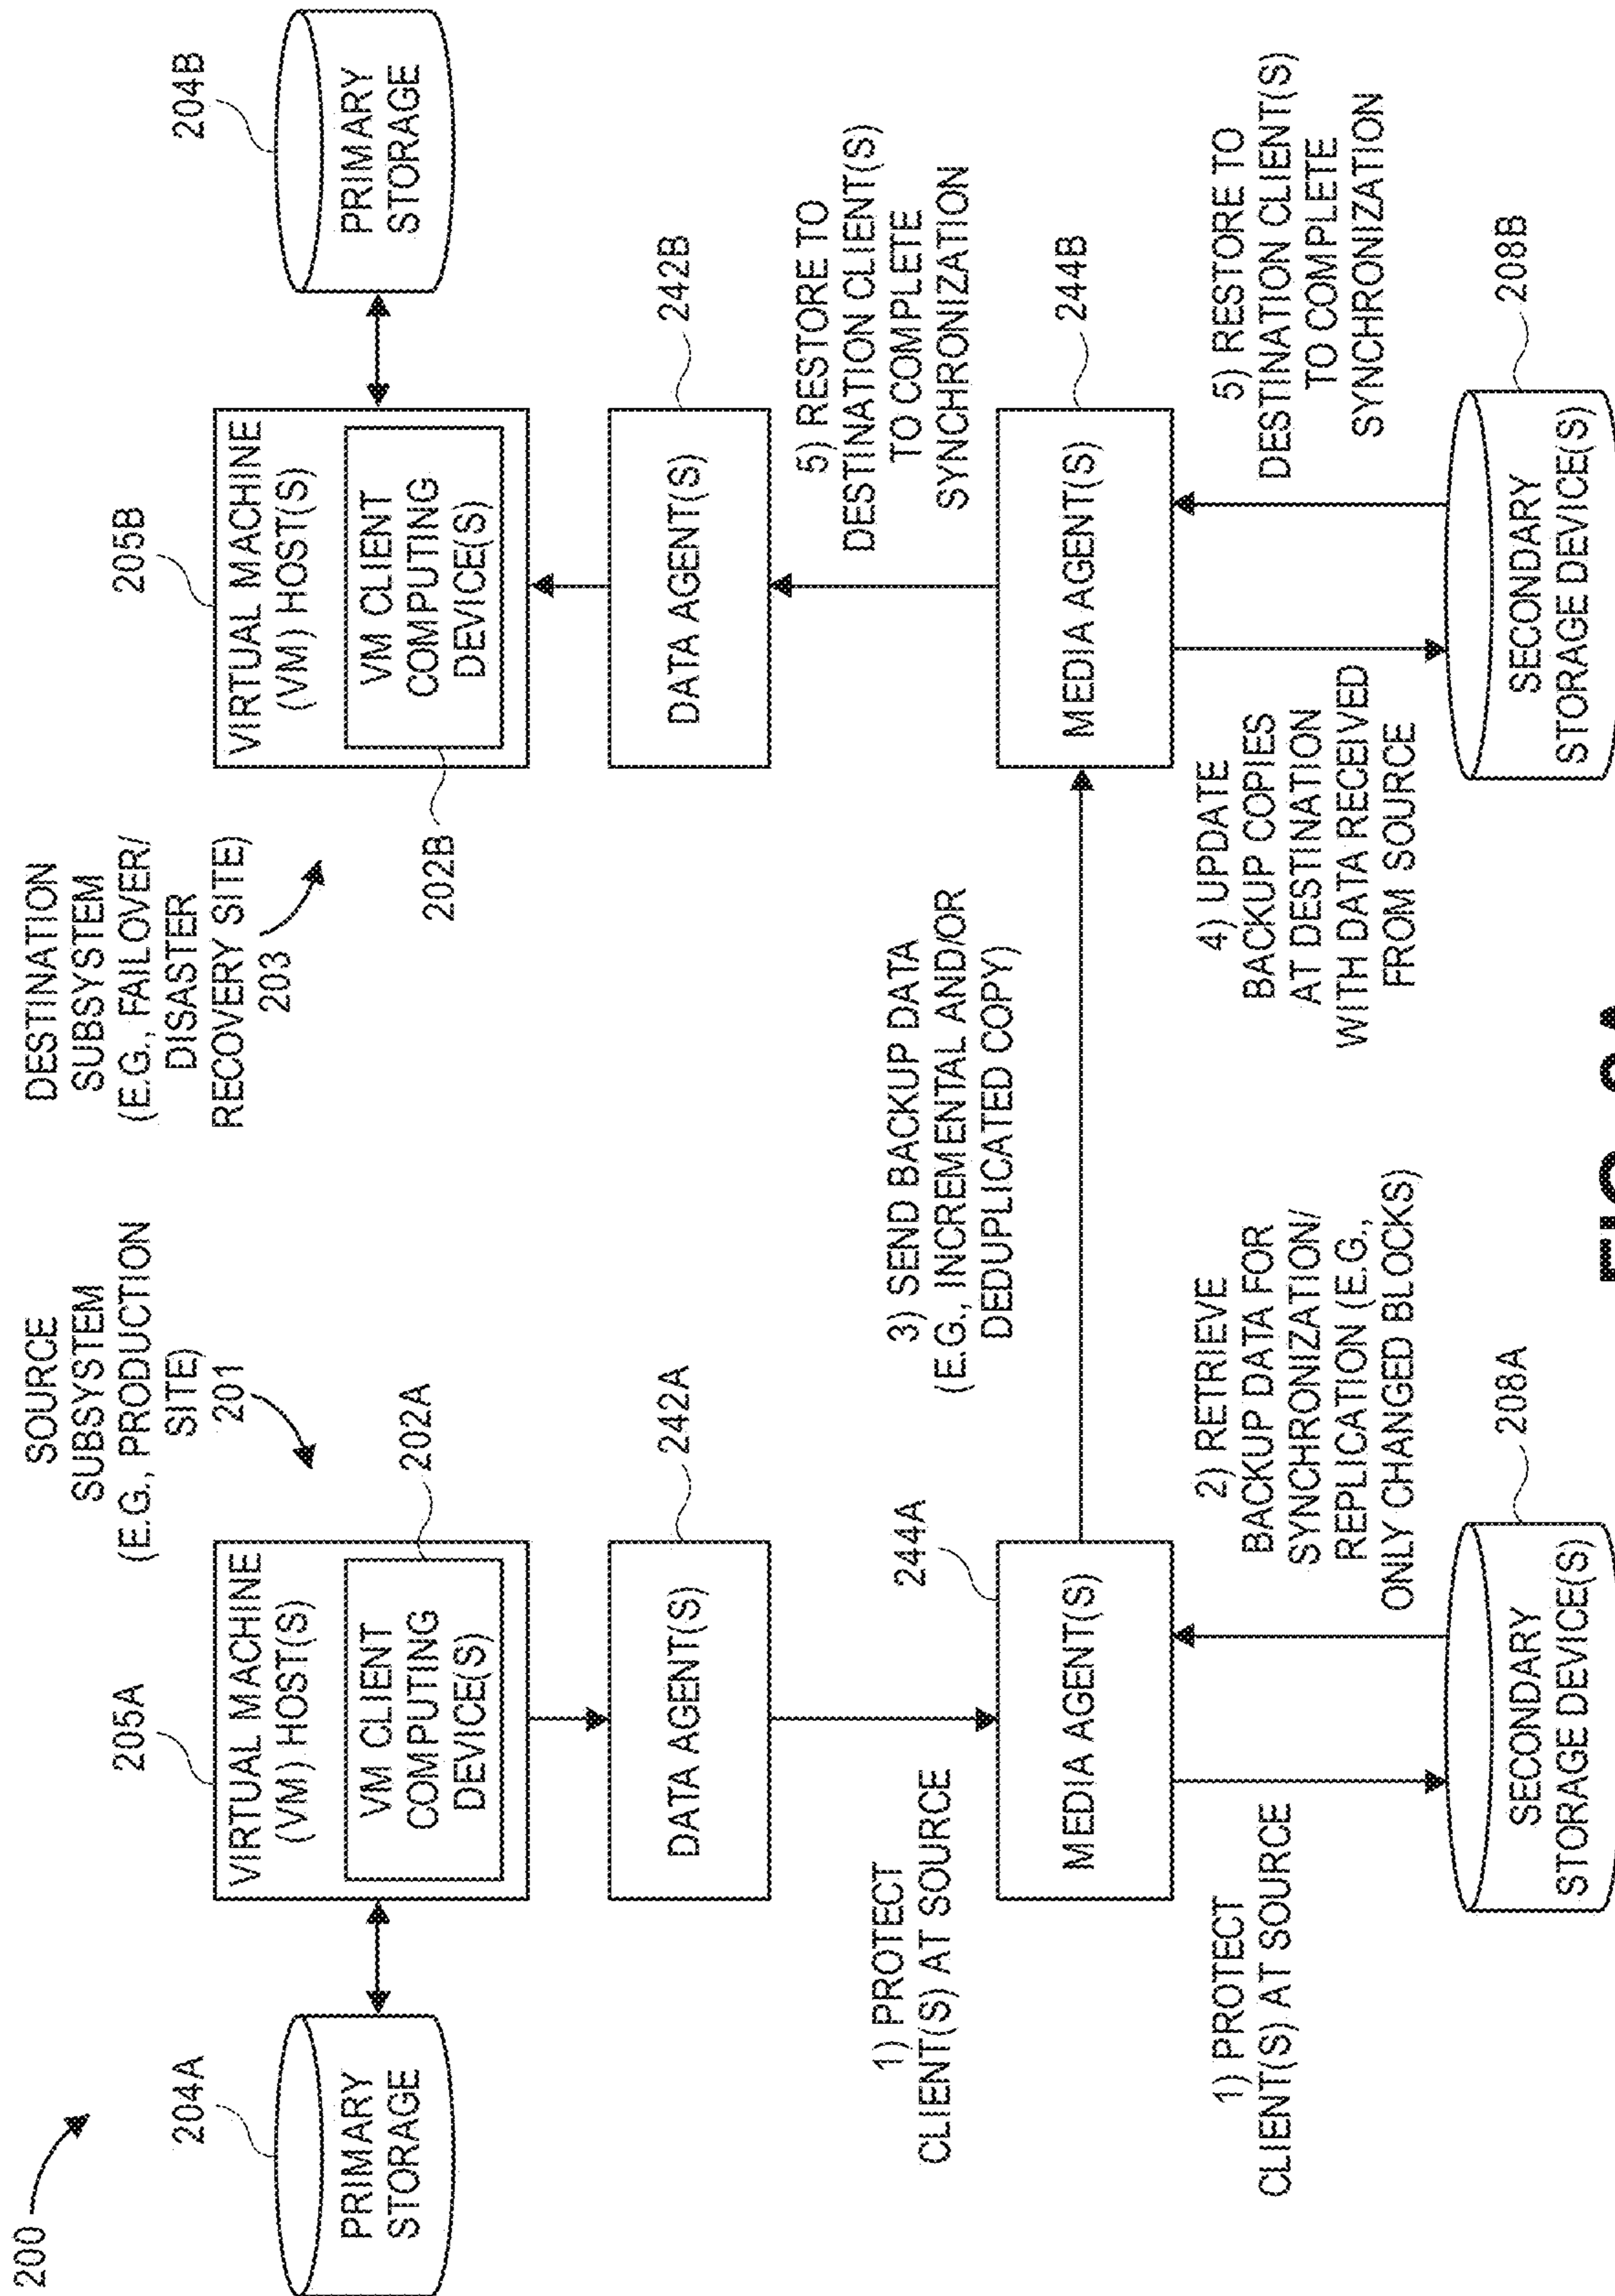 200
SOURCE
SUBSYSTEM
(E.G., PRODUCTION
SITE)
201
DESTINATION
SUBSYSTEM
(E.G., FAILOVER/
DISASTER
RECOVERY SITE)
203
204A
PRIMARY
STORAGE
205A
VIRTUAL MACHINE
(VM) HOST(S)
VM CLIENT
COMPUTING
DEVICE(S)
202A
205B
VIRTUAL MACHINE
(VM) HOST(S)
VM CLIENT
COMPUTING
DEVICE(S)
202B
204B
PRIMARY
STORAGE
DATA AGENT(S)
242A
DATA AGENT(S)
242B
1) PROTECT
CLIENT(S) AT SOURCE
3) SEND BACKUP DATA
(E.G., INCREMENTAL AND/OR
DEDUPLICATED COPY)
5) RESTORE TO
DESTINATION CLIENT(S)
TO COMPLETE
SYNCHRONIZATION
244A
MEDIA AGENT(S)
MEDIA AGENT(S)
244B
1) PROTECT
CLIENT(S) AT SOURCE
2) RETRIEVE
BACKUP DATA FOR
SYNCHRONIZATION/
REPLICATION (E.G.,
ONLY CHANGED BLOCKS)
4) UPDATE
BACKUP COPIES
AT DESTINATION
WITH DATA RECEIVED
FROM SOURCE
5) RESTORE TO
DESTINATION CLIENT(S)
TO COMPLETE
SYNCHRONIZATION
SECONDARY
STORAGE DEVICE(S)
208A
SECONDARY
STORAGE DEVICE(S)
208B